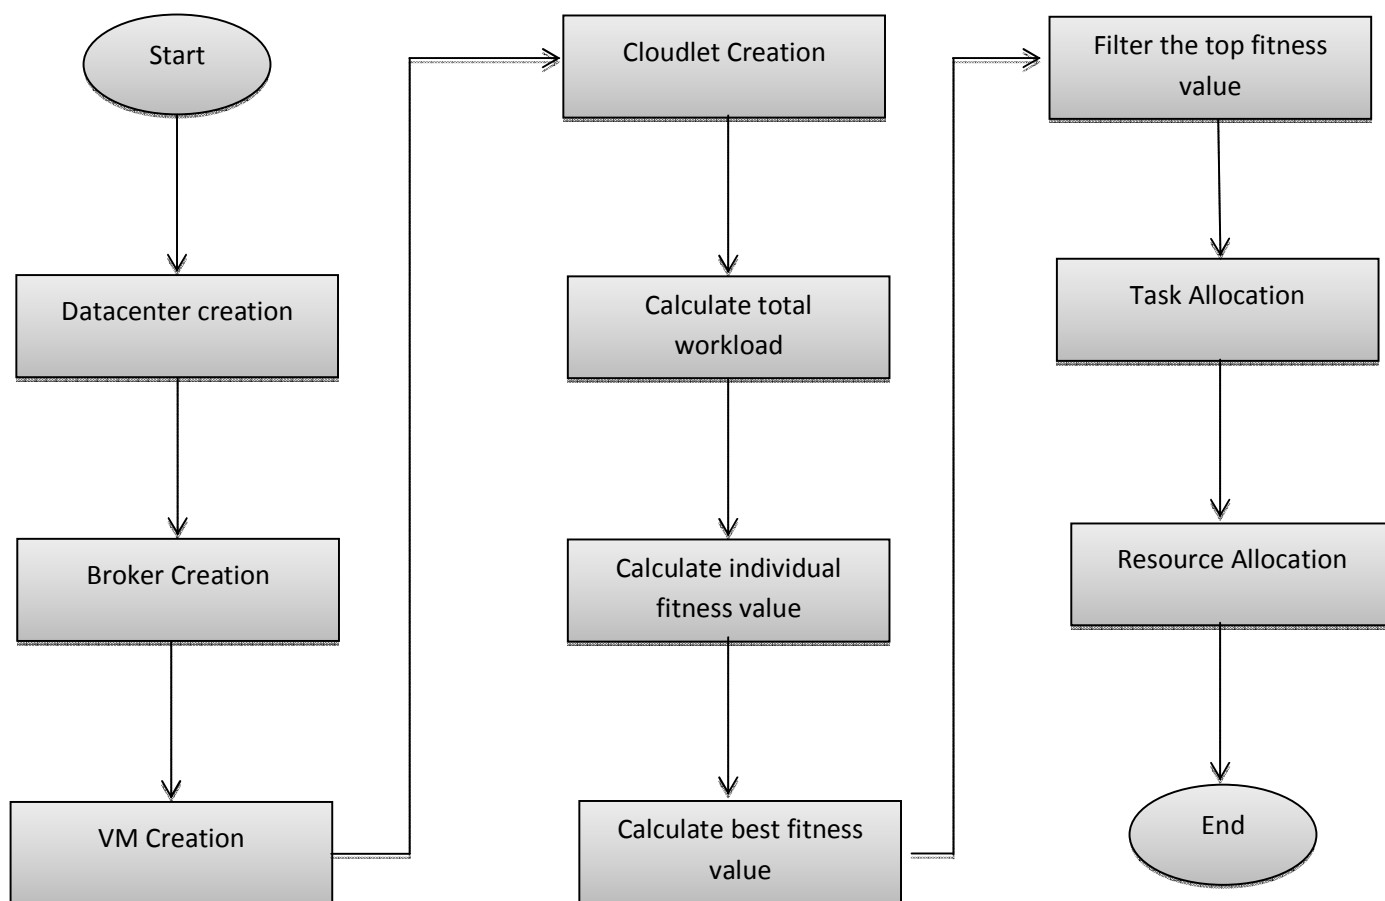 Start
Datacenter creation
Broker Creation
VM Creation
Cloudlet Creation
Calculate total
workload
Calculate individual
fitness value
Calculate best fitness
value
Filter the top fitness
value
Task Allocation
Resource Allocation
End